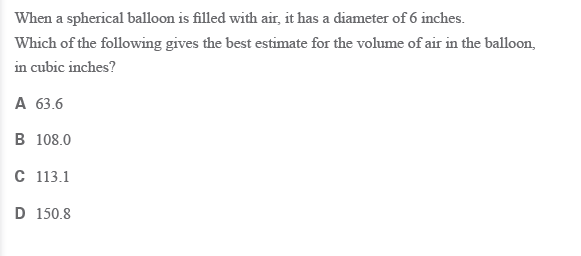 When a spherical balloon is filled with air, it has a diameter of 6 inches.
Which of the following gives the best estimate for the volume of air in the balloon,
in cubic inches?
A 63.6
B 108.0
C 113.1
D 150.8